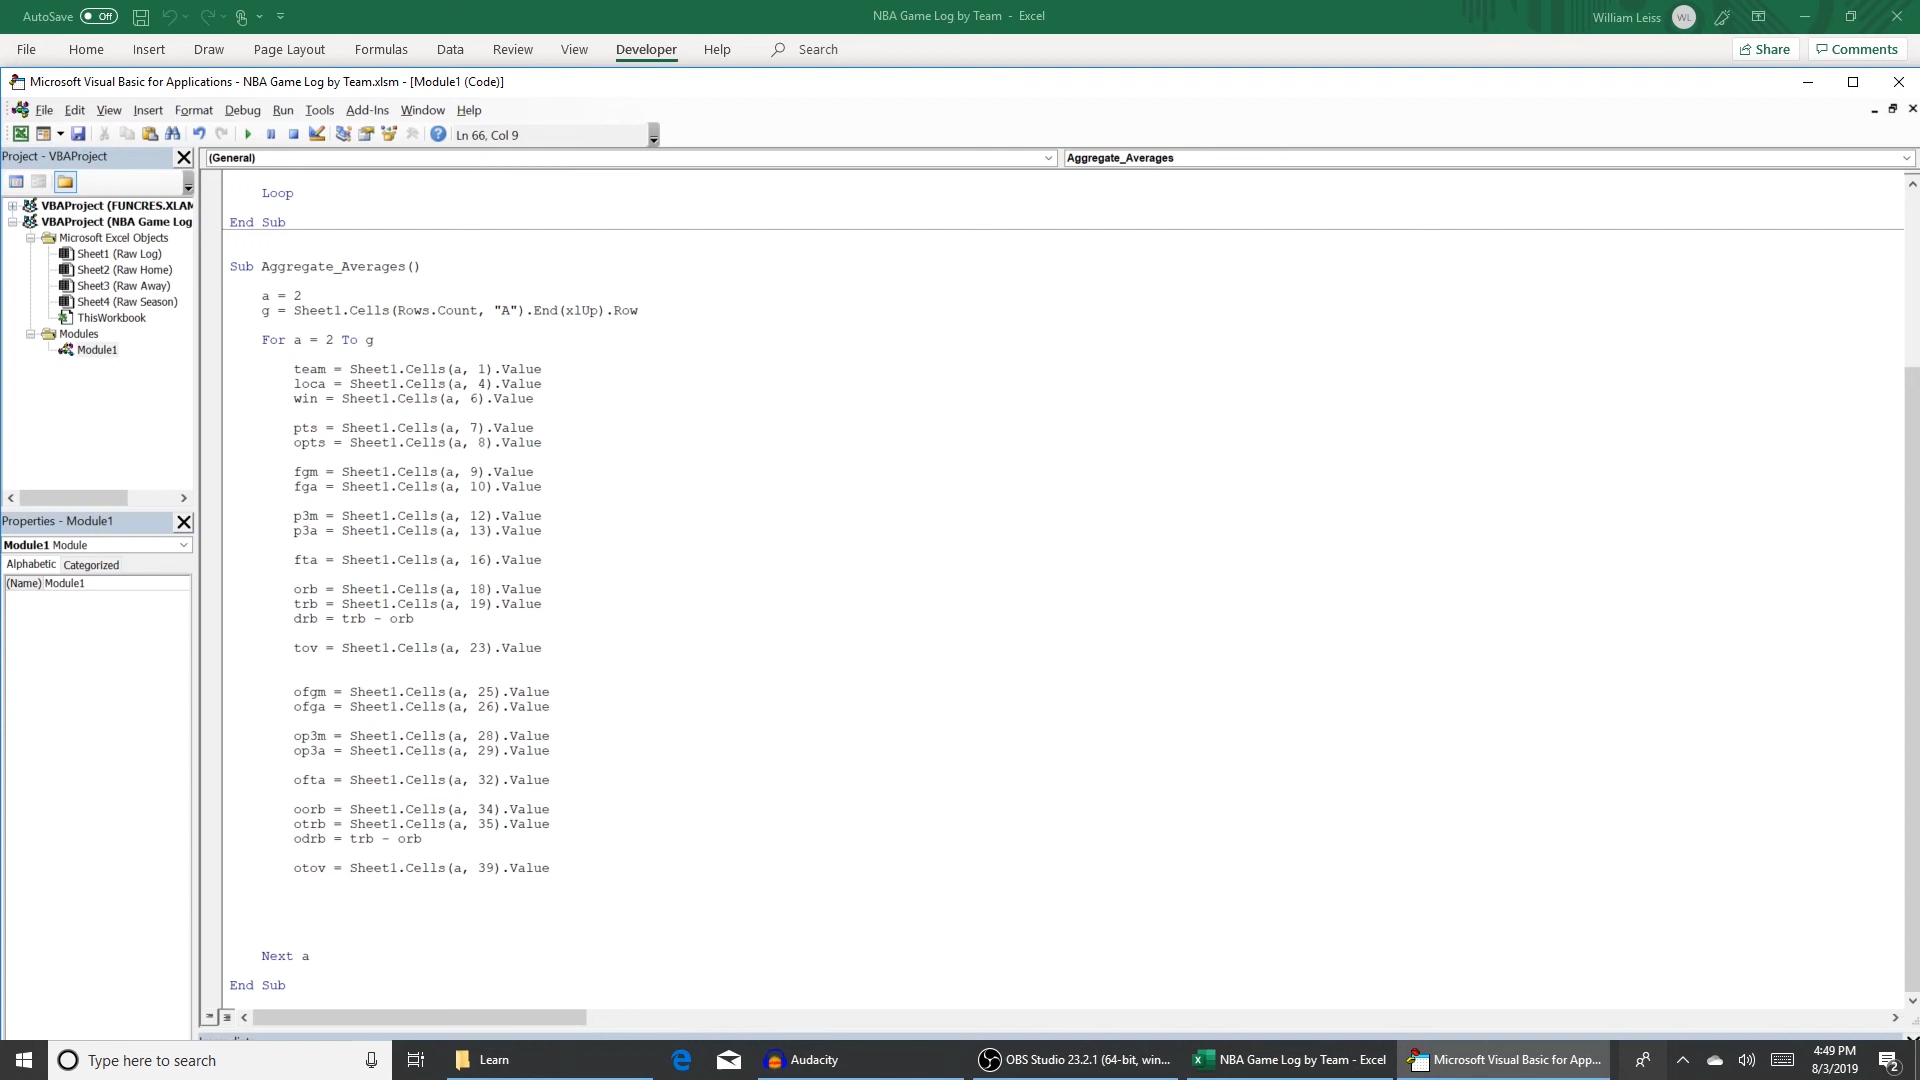 AutoSave Off
NBA Game Log by Team - Excel
William Leiss WL
File Home Insert Draw Page Layout Formulas Data Review View Developer Help Search
Share Comments
Microsoft Visual Basic for Applications - NBA Game Log by Team.xlsm - [Module1 (Code)]
File Edit View Insert Format Debug Run Tools Add-Ins Window Help
Ln 66, Col 9
Project - VBAProject
(General)
Aggregate_Averages
VBAProject (FUNCRES.XLAM
VBAProject (NBA Game Log
Microsoft Excel Objects
Sheet1 (Raw Log)
Sheet2 (Raw Home)
Sheet3 (Raw Away)
Sheet4 (Raw Season)
ThisWorkbook
Modules
Module1
Properties - Module1
Module1 Module
Alphabetic Categorized
(Name) Module1
Loop
End Sub
Sub Aggregate_Averages()
a = 2
g = Sheet1.Cells(Rows.Count, "A").End(xlUp).Row
For a = 2 To g
team = Sheet1.Cells(a, 1).Value
loca = Sheet1.Cells(a, 4).Value
win = Sheet1.Cells(a, 6).Value
pts = Sheet1.Cells(a, 7).Value
opts = Sheet1.Cells(a, 8).Value
fgm = Sheet1.Cells(a, 9).Value
fga = Sheet1.Cells(a, 10).Value
p3m = Sheet1.Cells(a, 12).Value
p3a = Sheet1.Cells(a, 13).Value
fta = Sheet1.Cells(a, 16).Value
orb = Sheet1.Cells(a, 18).Value
trb = Sheet1.Cells(a, 19).Value
drb = trb - orb
tov = Sheet1.Cells(a, 23).Value
ofgm = Sheet1.Cells(a, 25).Value
ofga = Sheet1.Cells(a, 26).Value
op3m = Sheet1.Cells(a, 28).Value
op3a = Sheet1.Cells(a, 29).Value
ofta = Sheet1.Cells(a, 32).Value
oorb = Sheet1.Cells(a, 34).Value
otrb = Sheet1.Cells(a, 35).Value
odrb = trb - orb
otov = Sheet1.Cells(a, 39).Value
Next a
End Sub
Type here to search
Learn
Audacity
OBS Studio 23.2.1 (64-bit, win...
NBA Game Log by Team - Excel
Microsoft Visual Basic for App...
4:49 PM
8/3/2019
2